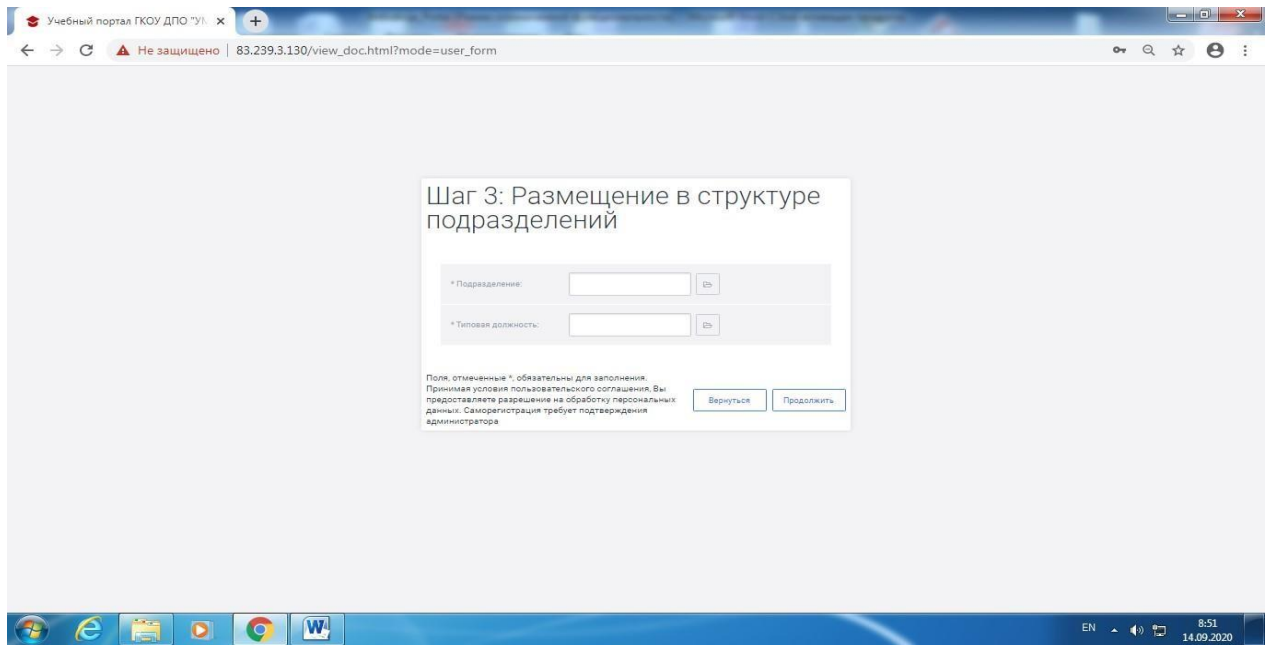 Учебный портал ГКОУ ДПО "УМ
Не защищено | 83.239.3.130/view_doc.html?mode=user_form
Шаг 3: Размещение в структуре
подразделений
* Подразделение:
* Типовая должность:
Поля, отмеченные *, обязательны для заполнения.
Принимая условия пользовательского соглашения, Вы
предоставляете разрешение на обработку персональных
данных. Саморегистрация требует подтверждения
администратора
Вернуться
Продолжить
EN
8:51
14.09.2020